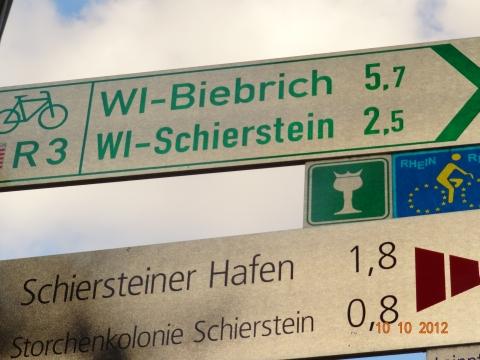 WI-Biebrich 5,7
R3 WI-Schierstein 2,5
RHEIN
Schiersteiner Hafen 1,8
Storchenkolonie Schierstein 0,8
10 10 2012